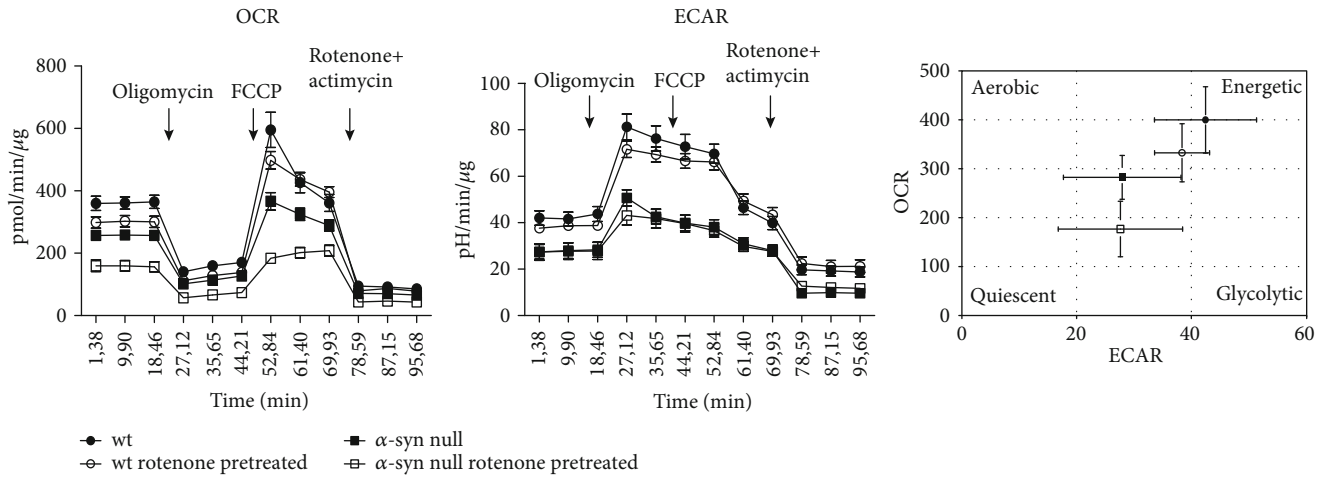 OCR
800
600
400
200
0
pmol/min/μg
Oligomycin
FCCP
Rotenone+
actimycin
1,38
9,90
18,46
27,12
35,65
44,21
52,84
61,40
69,93
78,59
87,15
95,68
Time (min)
ECAR
100
80
60
40
20
0
pH/min/μg
Oligomycin
FCCP
Rotenone+
actimycin
1,38
9,90
18,46
27,12
35,65
44,21
52,84
61,40
69,93
78,59
87,15
95,68
Time (min)
500
400
300
200
100
0
OCR
Aerobic
Energetic
Quiescent
Glycolytic
0
20
40
60
ECAR
wt
wt rotenone pretreated
α-syn null
α-syn null rotenone pretreated